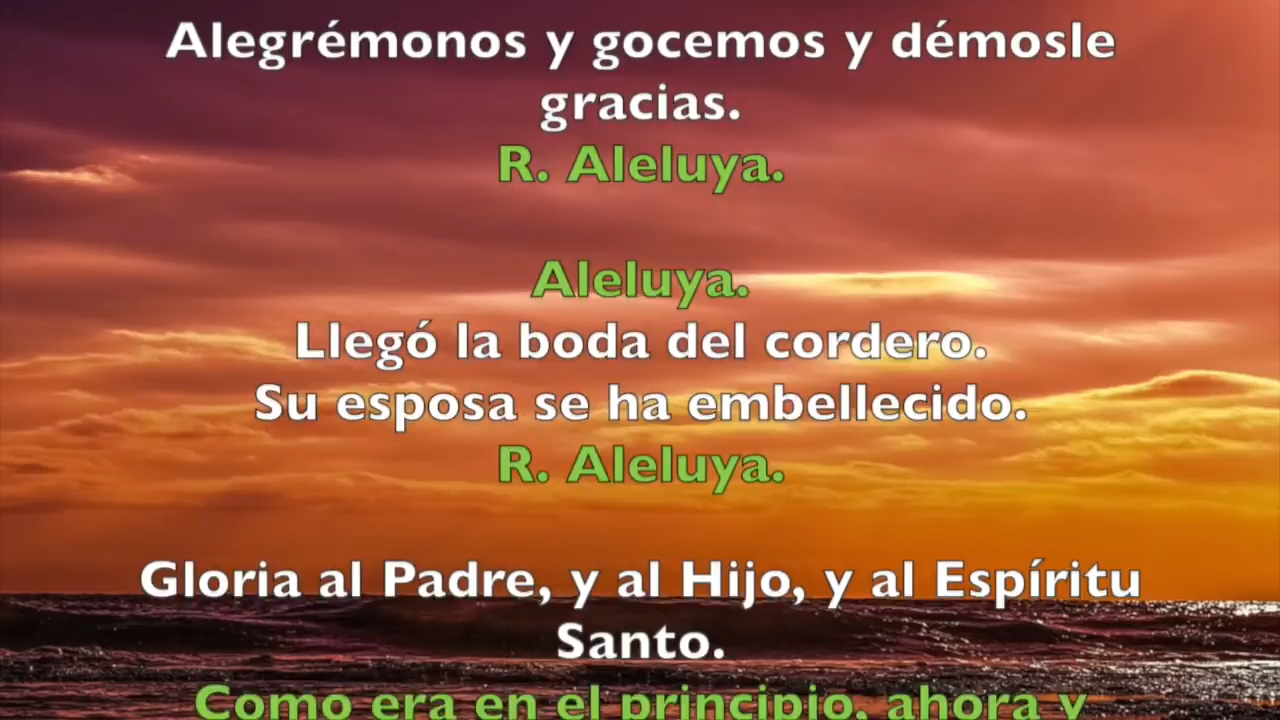 Alegrémonos y gocemos y démosle
gracias.
R. Aleluya.
Aleluya.
Llegó la boda del cordero.
Su esposa se ha embellecido.
R. Aleluya.
Gloria al Padre, y al Hijo, y al Espíritu
Santo.
Como era en el principio, ahora y